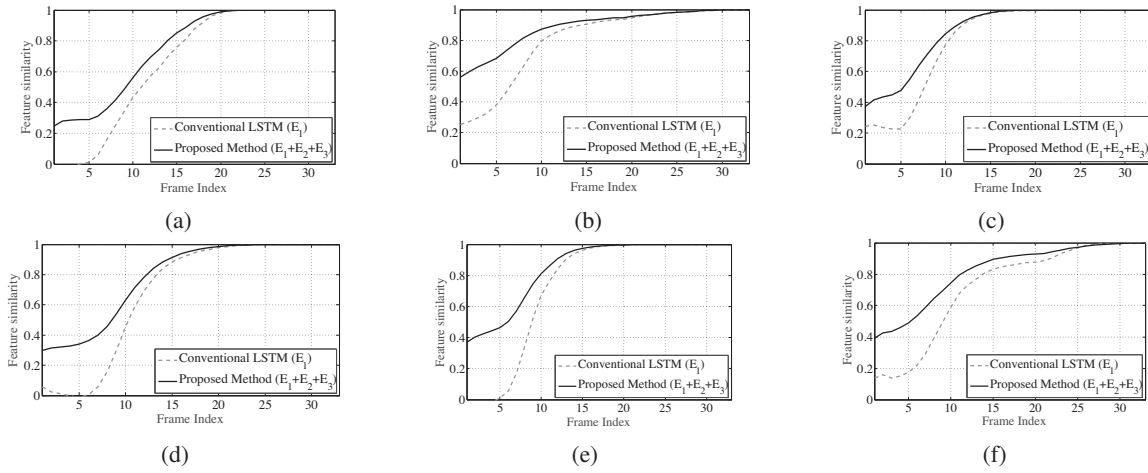 1
0.8
0.6
0.4
0.2
0
Feature similarity
Conventional LSTM (E1)
Proposed Method (E1+E2+E3)
5 10 15 20 25 30
Frame Index
(a)
1
0.8
0.6
0.4
0.2
0
Feature similarity
Conventional LSTM (E1)
Proposed Method (E1+E2+E3)
5 10 15 20 25 30
Frame Index
(b)
1
0.8
0.6
0.4
0.2
0
Feature similarity
Conventional LSTM (E1)
Proposed Method (E1+E2+E3)
5 10 15 20 25 30
Frame Index
(c)
1
0.8
0.6
0.4
0.2
0
Feature similarity
Conventional LSTM (E1)
Proposed Method (E1+E2+E3)
5 10 15 20 25 30
Frame Index
(d)
1
0.8
0.6
0.4
0.2
0
Feature similarity
Conventional LSTM (E1)
Proposed Method (E1+E2+E3)
5 10 15 20 25 30
Frame Index
(e)
1
0.8
0.6
0.4
0.2
0
Feature similarity
Conventional LSTM (E1)
Proposed Method (E1+E2+E3)
5 10 15 20 25 30
Frame Index
(f)